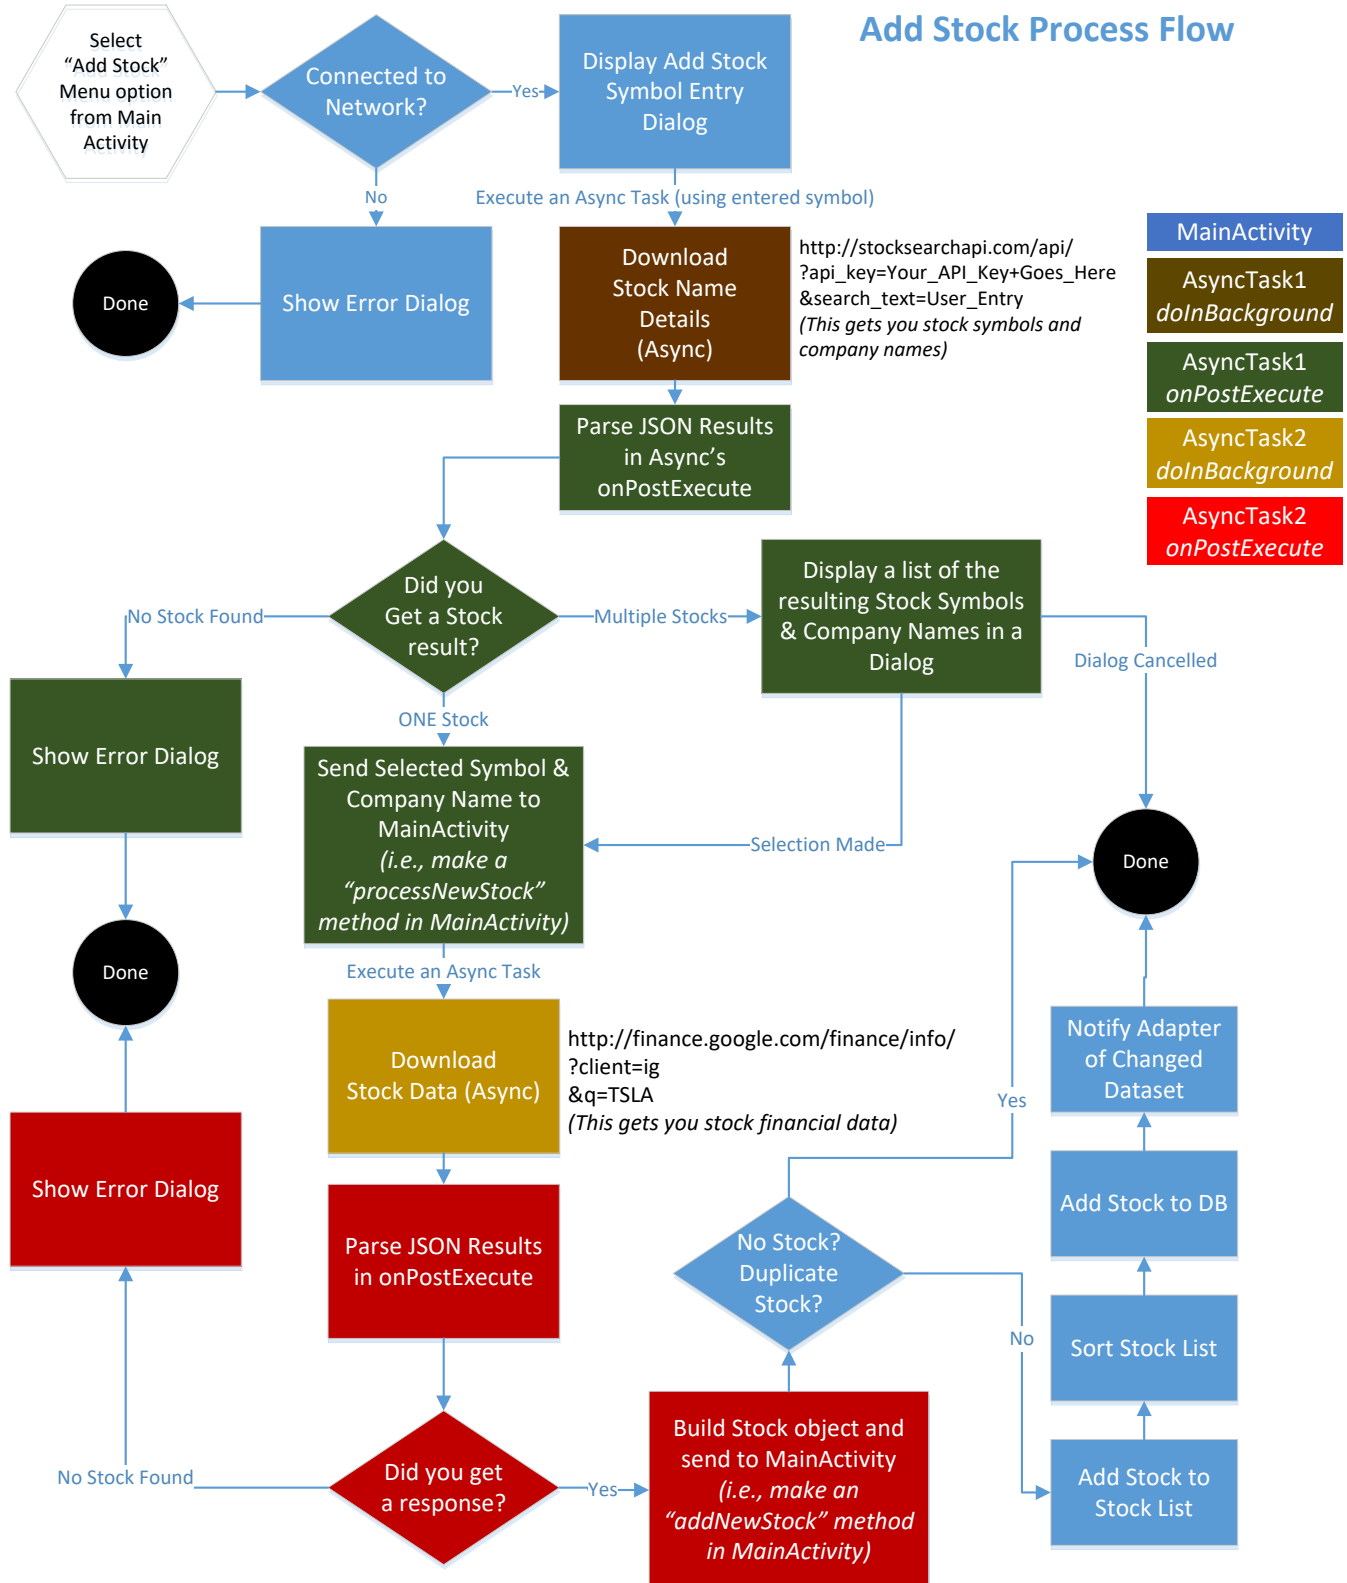 Add Stock Process Flow
Select
“Add Stock”
Menu option
from Main
Activity
Connected to
Network?
Yes
Display Add Stock
Symbol Entry
Dialog
No
Execute an Async Task (using entered symbol)
Done
Show Error Dialog
Download
Stock Name
Details
(Async)
http://stocksearchapi.com/api/
?api_key=Your_API_Key+Goes_Here
&search_text=User_Entry
(This gets you stock symbols and
company names)
MainActivity
AsyncTask1
doInBackground
AsyncTask1
onPostExecute
AsyncTask2
doInBackground
AsyncTask2
onPostExecute
Parse JSON Results
in Async’s
onPostExecute
Did you
Get a Stock
result?
No Stock Found
Multiple Stocks
Display a list of the
resulting Stock Symbols
& Company Names in a
Dialog
Dialog Cancelled
ONE Stock
Show Error Dialog
Send Selected Symbol &
Company Name to
MainActivity
(i.e., make a
“processNewStock”
method in MainActivity)
Selection Made
Done
Done
Execute an Async Task
Download
Stock Data (Async)
http://finance.google.com/finance/info/
?client=ig
&q=TSLA
(This gets you stock financial data)
Notify Adapter
of Changed
Dataset
Yes
Show Error Dialog
Parse JSON Results
in onPostExecute
No Stock?
Duplicate
Stock?
Add Stock to DB
No
Sort Stock List
No Stock Found
Did you get
a response?
Yes
Build Stock object and
send to MainActivity
(i.e., make an
“addNewStock” method
in MainActivity)
Add Stock to
Stock List